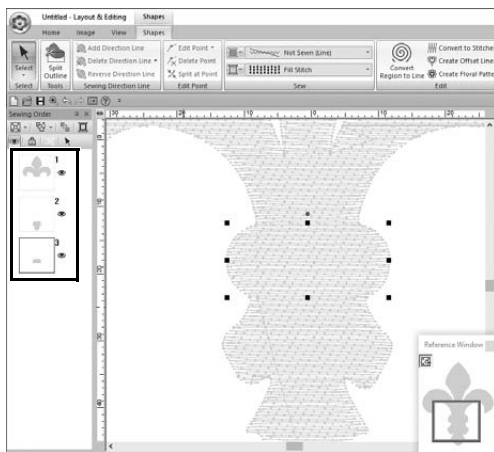 Untitled - Layout & Editing Shapes
Home Image View Shapes
Select
Split Outline
Add Direction Line
Delete Direction Line
Reverse Direction Line
Edit Point
Delete Point
Split at Point
Not Sewn (Line)
Fill Stitch
Convert Region to Line
Convert to Stitche
Create Offset Line
Create Floral Patte
Select Tools Sewing Direction Line Edit Point Sew Edit
Sewing Order
1
2
3
Reference Window